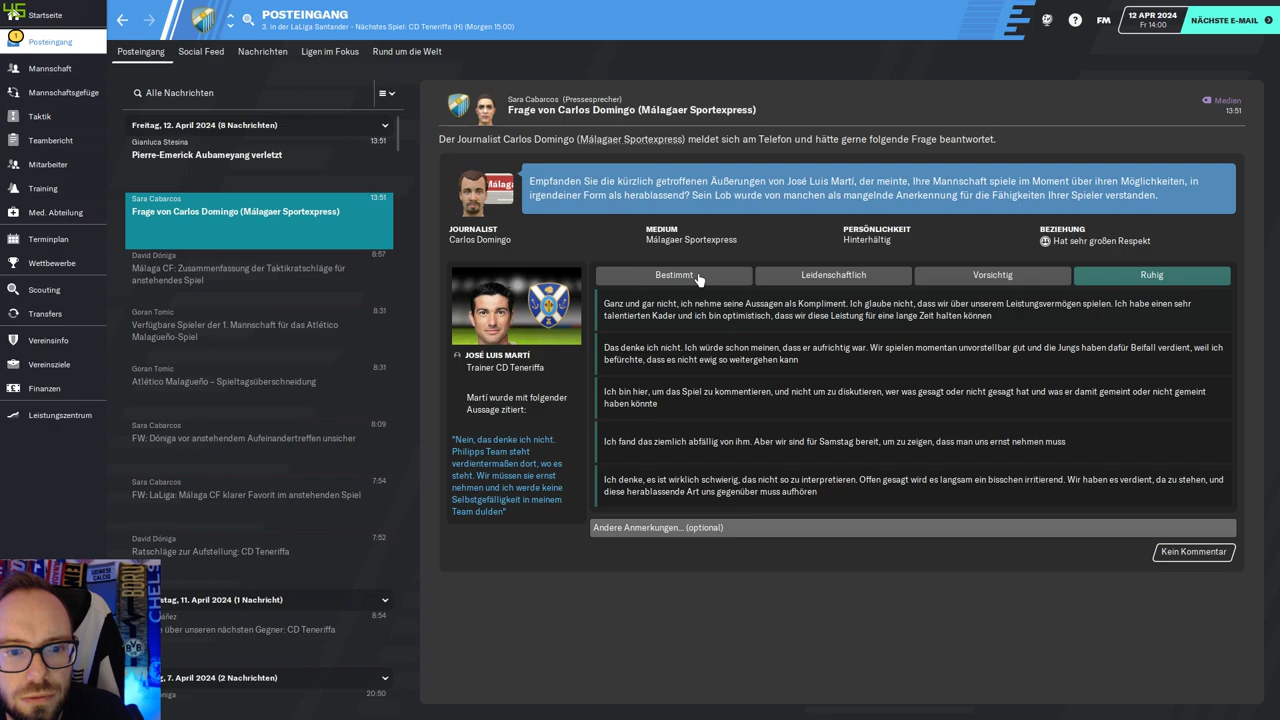 45
Startseite
POSTEINGANG
3. in der LaLiga Santander - Nächstes Spiel: CD Teneriffa (H) (Morgen 15:00)
FM
12 APR 2024
Fr 14:00
NÄCHSTE E-MAIL
1
Posteingang
Mannschaft
Mannschaftsgefüge
Taktik
Teambericht
Mitarbeiter
Training
Med. Abteilung
Terminplan
Wettbewerbe
Scouting
Transfers
Vereinsinfo
Vereinsziele
Finanzen
Leistungszentrum
Posteingang
Social Feed
Nachrichten
Ligen im Fokus
Rund um die Welt
Alle Nachrichten
Freitag, 12. April 2024 (8 Nachrichten)
Gianluca Stesina
13:51
Pierre-Emerick Aubameyang verletzt
Sara Cabarcos
13:51
Frage von Carlos Domingo (Málagaer Sportexpress)
David Dóniga
8:57
Málaga CF: Zusammenfassung der Taktikratschläge für
anstehendes Spiel
Goran Tomic
8:31
Verfügbare Spieler der 1. Mannschaft für das Atlético
Malagueño-Spiel
Goran Tomic
8:31
Atlético Malagueño – Spieltagsüberschneidung
Sara Cabarcos
8:09
FW: Dóniga vor anstehendem Aufeinandertreffen unsicher
Sara Cabarcos
7:54
FW: LaLiga: Málaga CF klarer Favorit im anstehenden Spiel
David Dóniga
7:52
Ratschläge zur Aufstellung: CD Teneriffa
stag, 11. April 2024 (1 Nachricht)
8:54
über unseren nächsten Gegner: CD Teneriffa
g, 7. April 2024 (2 Nachrichten)
20:50
Sara Cabarcos (Pressesprecher)
Frage von Carlos Domingo (Málagaer Sportexpress)
Medien
13:51
Der Journalist Carlos Domingo (Málagaer Sportexpress) meldet sich am Telefon und hätte gerne folgende Frage beantwortet.
Málaga
Empfanden Sie die kürzlich getroffenen Äußerungen von José Luis Martí, der meinte, Ihre Mannschaft spiele im Moment über ihren Möglichkeiten, in
irgendeiner Form als herablassend? Sein Lob wurde von manchen als mangelnde Anerkennung für die Fähigkeiten Ihrer Spieler verstanden.
JOURNALIST
Carlos Domingo
MEDIUM
Málagaer Sportexpress
PERSÖNLICHKEIT
Hinterhältig
BEZIEHUNG
Hat sehr großen Respekt
Bestimmt
Leidenschaftlich
Vorsichtig
Ruhig
JOSÉ LUIS MARTÍ
Trainer CD Teneriffa
Martí wurde mit folgender
Aussage zitiert:
"Nein, das denke ich nicht.
Philipps Team steht
verdientermaßen dort, wo es
steht. Wir müssen sie ernst
nehmen und ich werde keine
Selbstgefälligkeit in meinem
Team dulden"
Ganz und gar nicht, ich nehme seine Aussagen als Kompliment. Ich glaube nicht, dass wir über unserem Leistungsvermögen spielen. Ich habe einen sehr
talentierten Kader und ich bin optimistisch, dass wir diese Leistung für eine lange Zeit halten können
Das denke ich nicht. Ich würde schon meinen, dass er aufrichtig war. Wir spielen momentan unvorstellbar gut und die Jungs haben dafür Beifall verdient, weil ich
befürchte, dass es nicht ewig so weitergehen kann
Ich bin hier, um das Spiel zu kommentieren, und nicht um zu diskutieren, wer was gesagt oder nicht gesagt hat und was er damit gemeint oder nicht gemeint
haben könnte
Ich fand das ziemlich abfällig von ihm. Aber wir sind für Samstag bereit, um zu zeigen, dass man uns ernst nehmen muss
Ich denke, es ist wirklich schwierig, das nicht so zu interpretieren. Offen gesagt wird es langsam ein bisschen irritierend. Wir haben es verdient, da zu stehen, und
diese herablassende Art uns gegenüber muss aufhören
Andere Anmerkungen... (optional)
Kein Kommentar